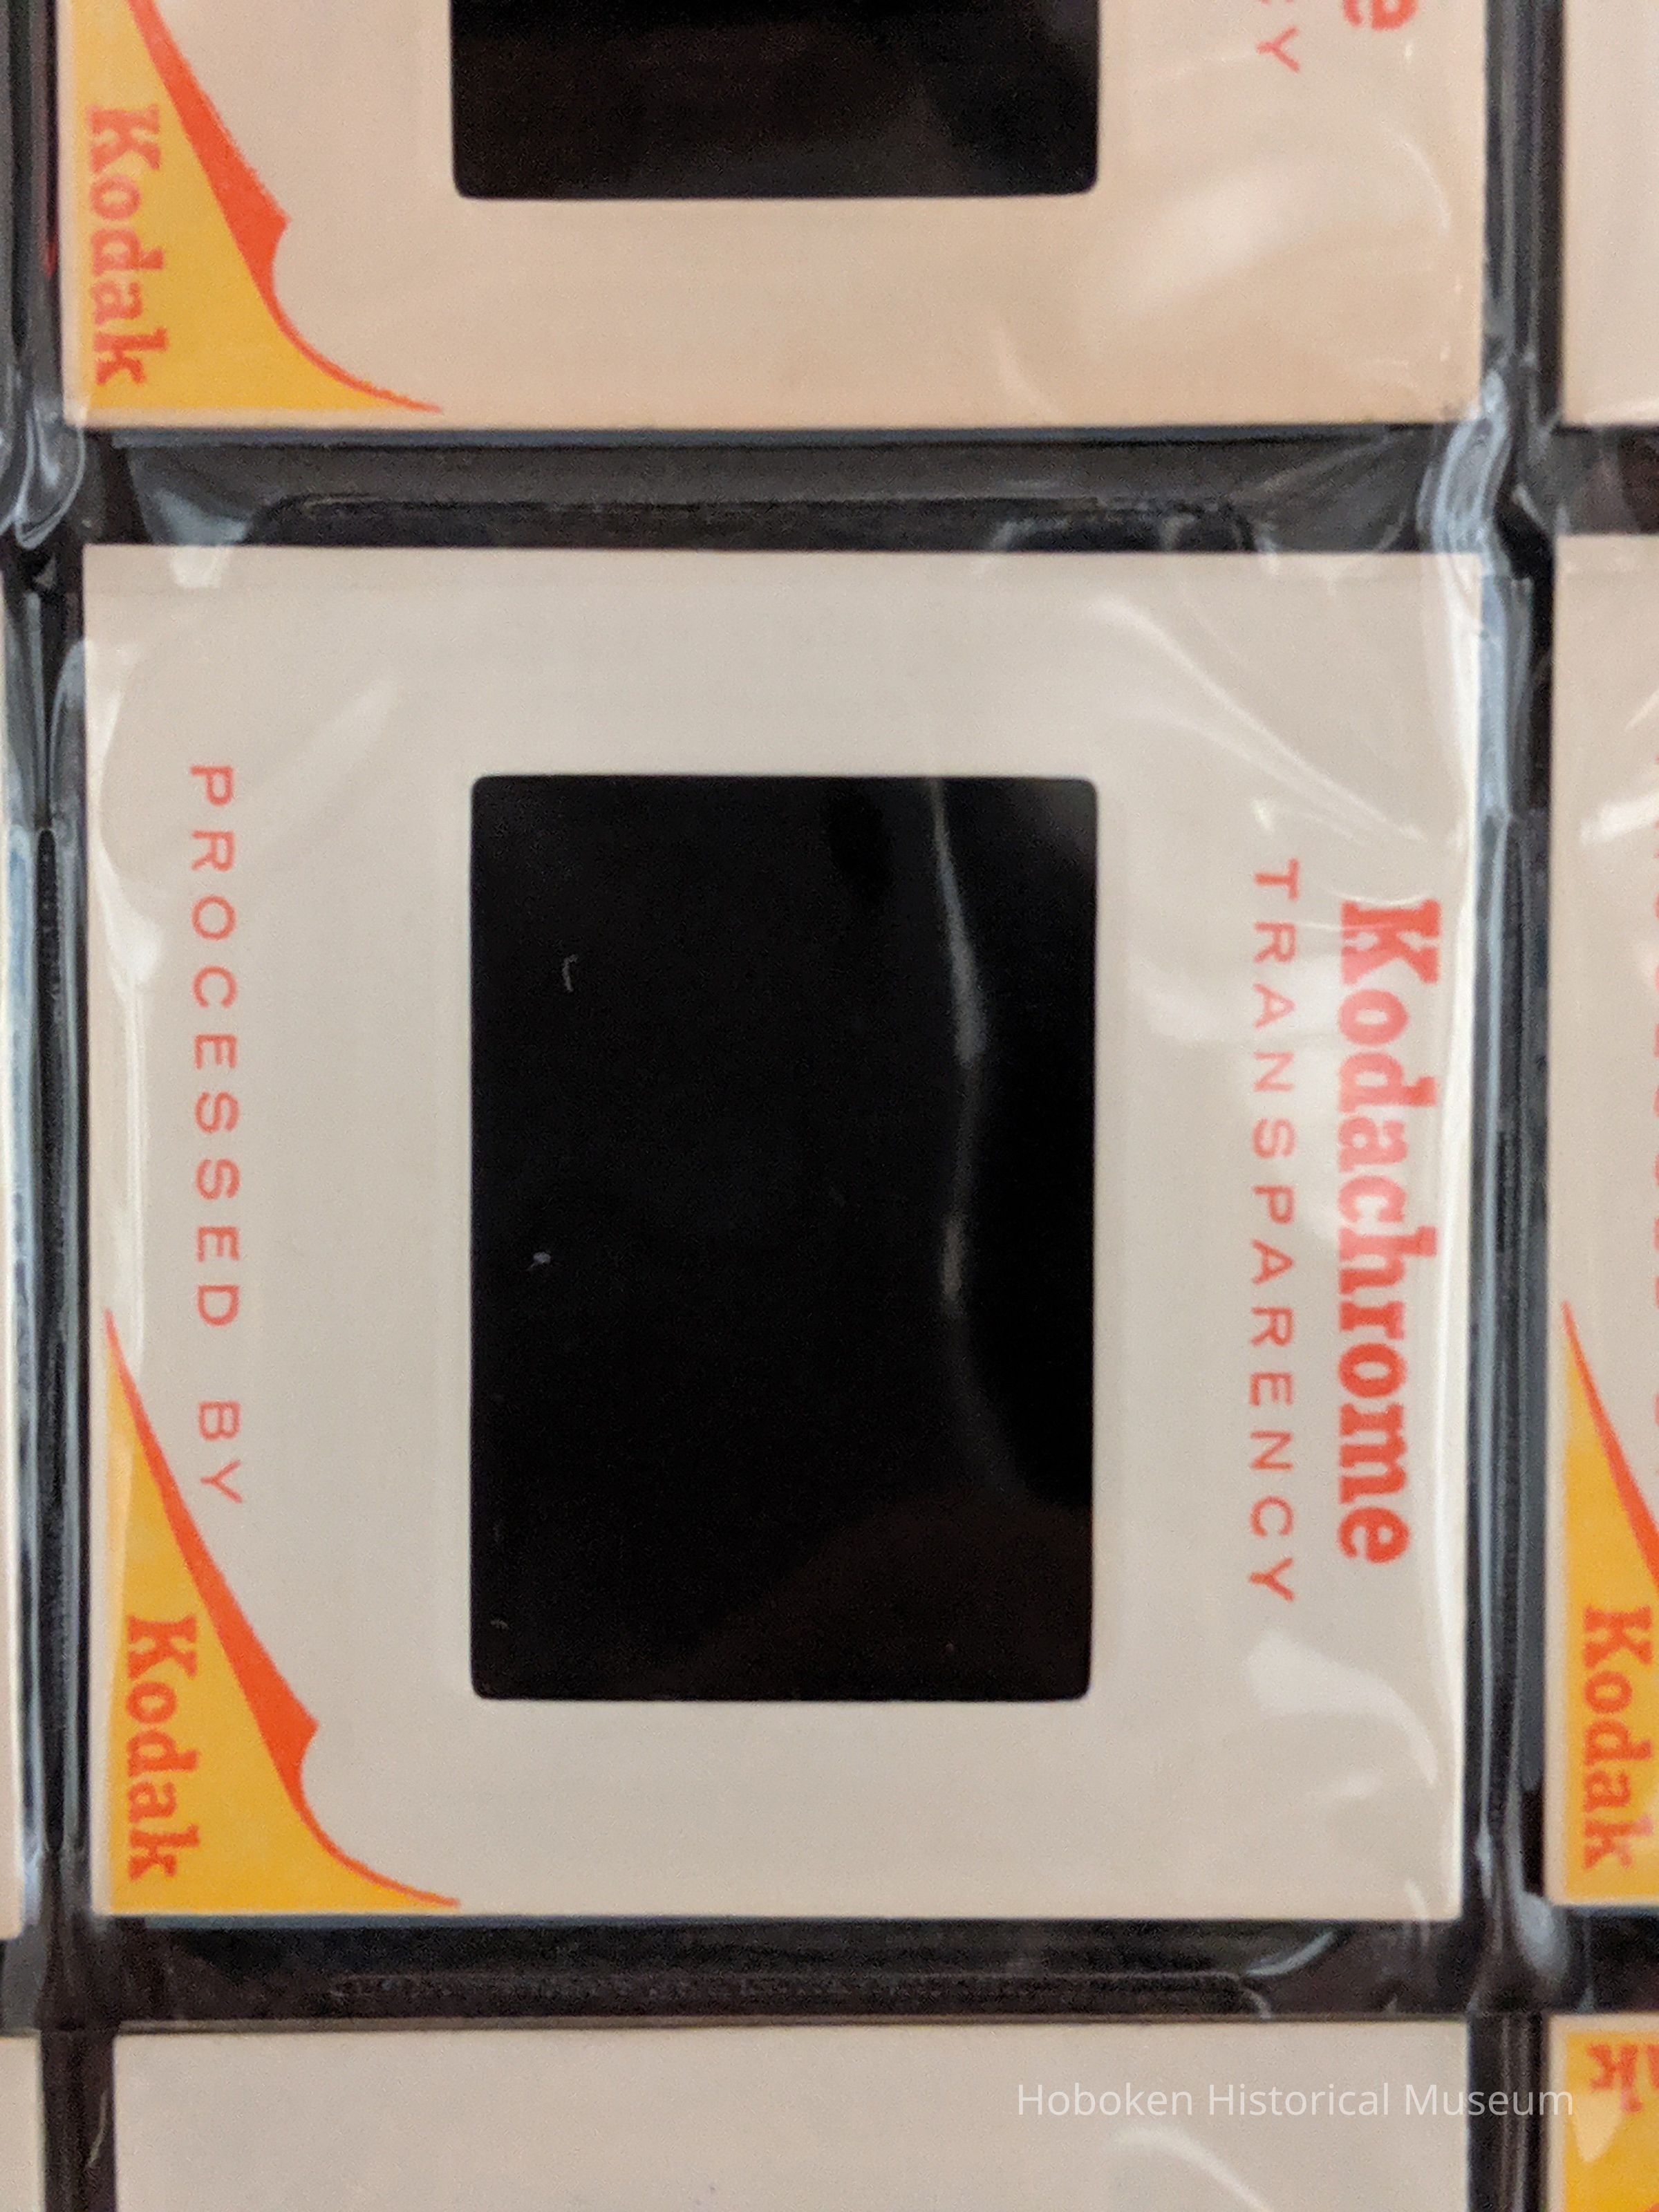 Kodak
Y
e
Kodachrome
TRANSPARENCY
PROCESSED BY
Kodak
Kodak
Hoboken Historical Museum